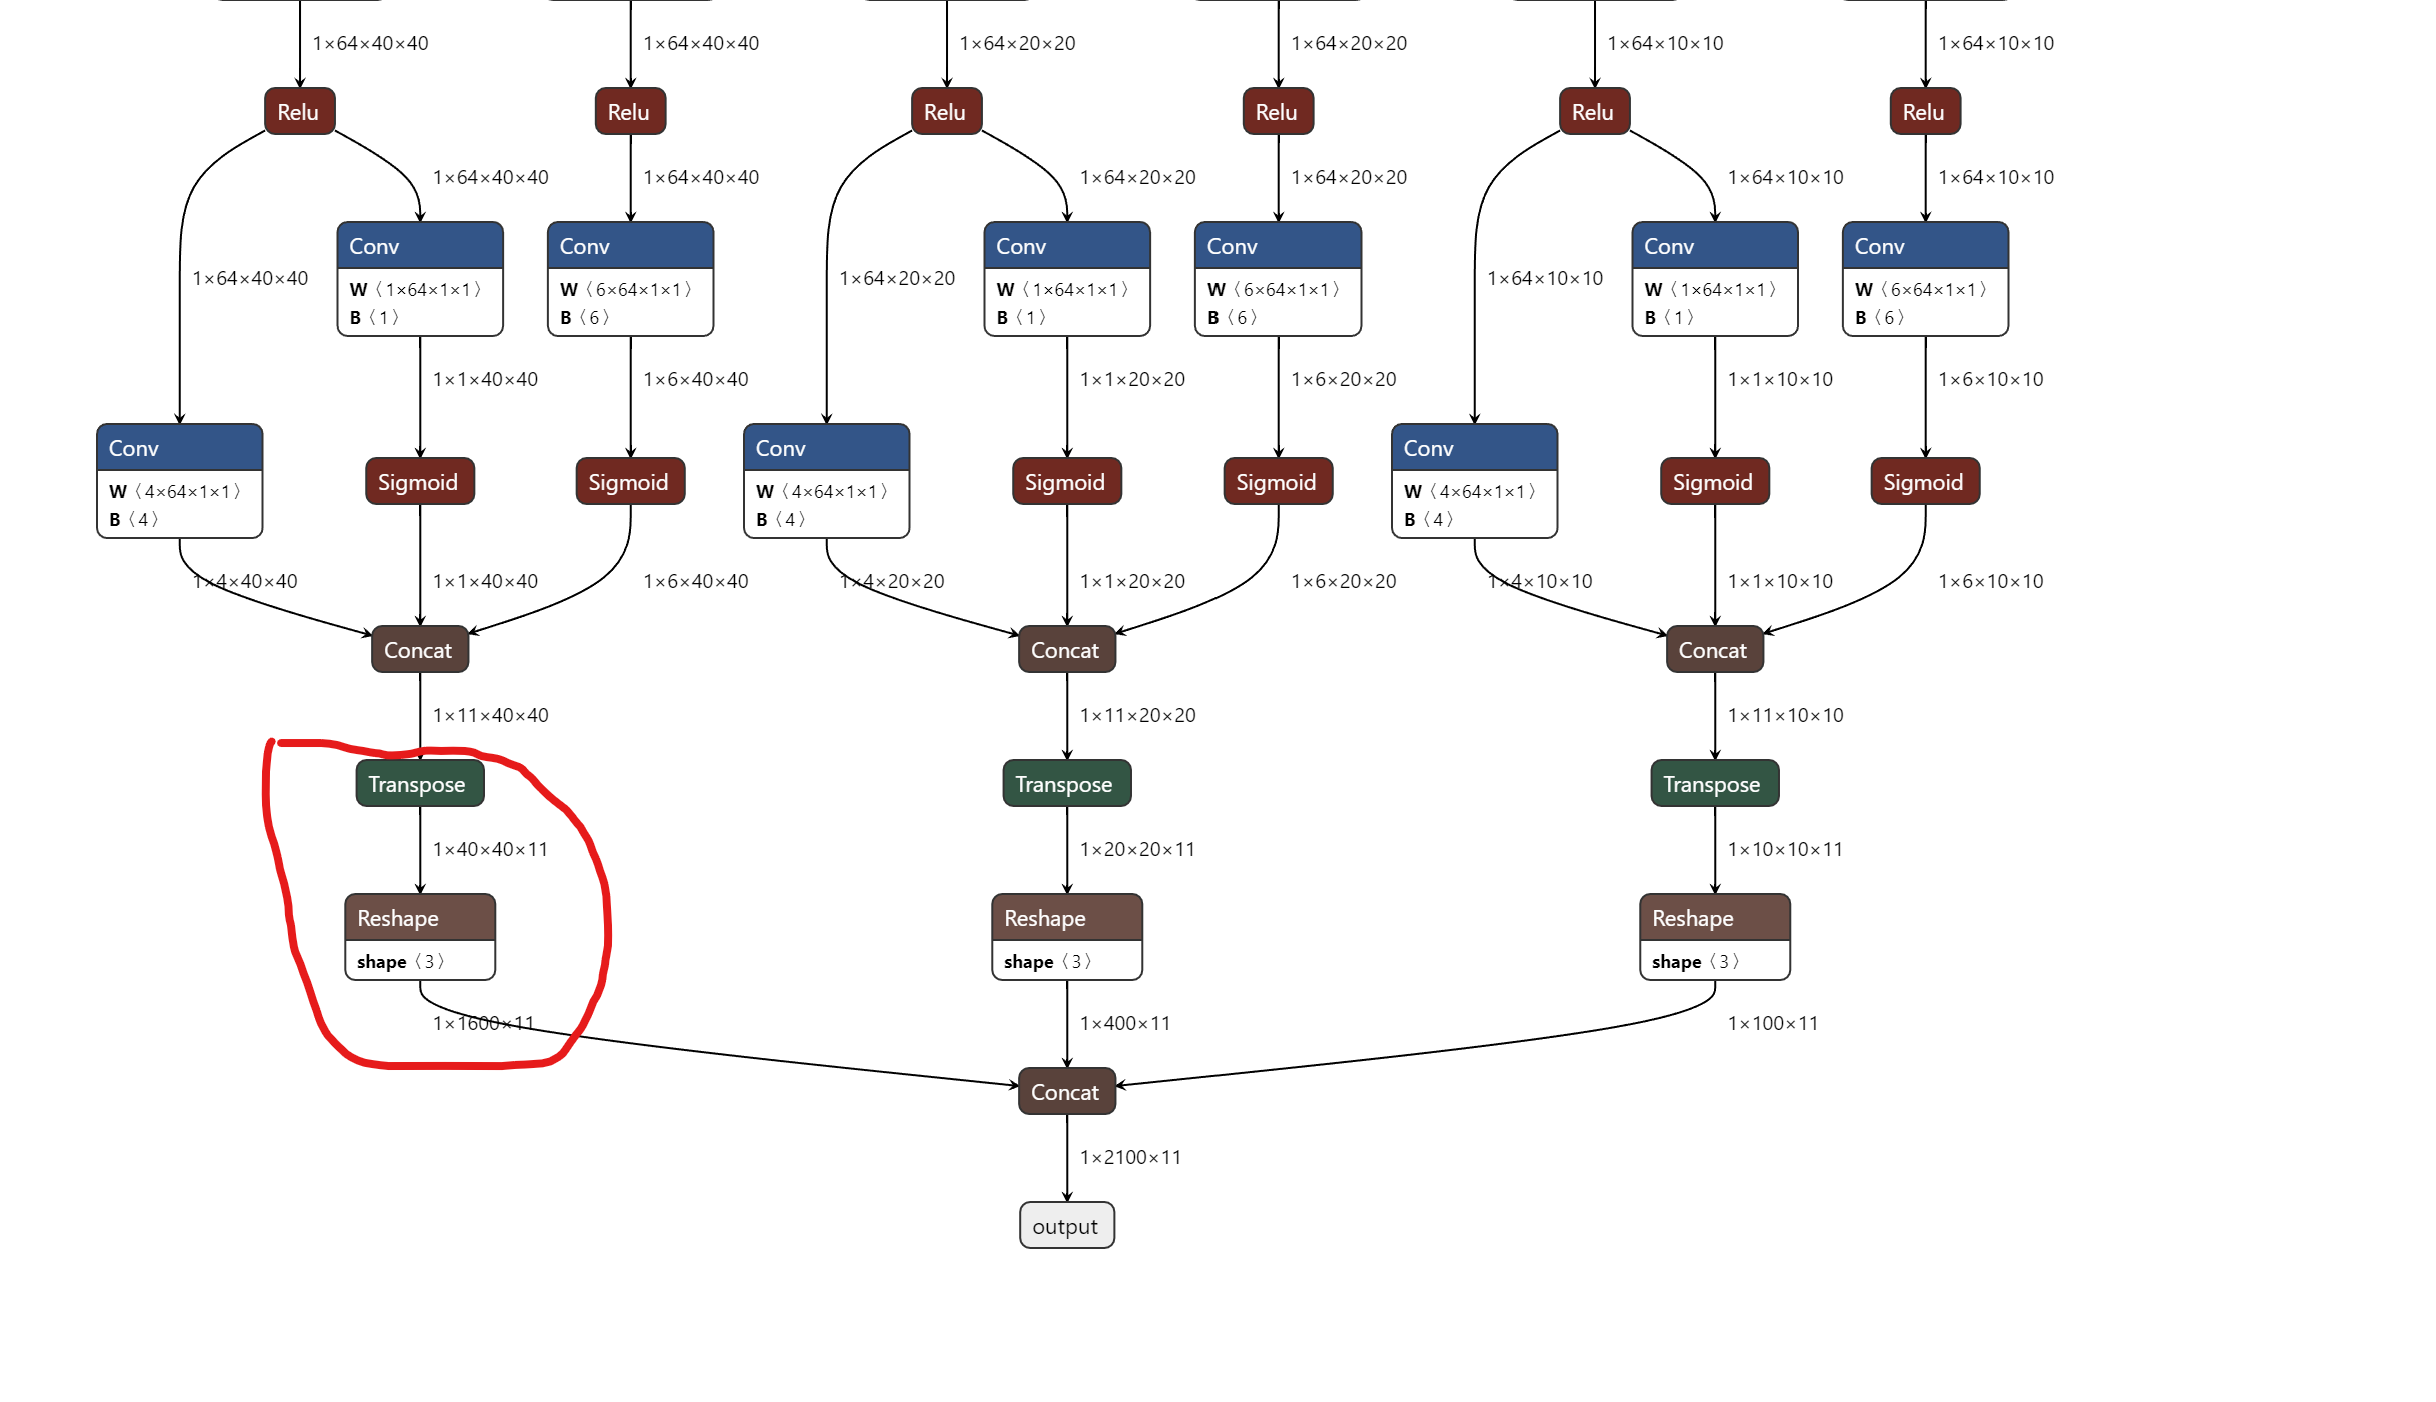 1×64×40×40
1×64×40×40
1×64×20×20
1×64×20×20
1×64×10×10
1×64×10×10
Relu
Relu
Relu
Relu
Relu
Relu
1×64×40×40
1×64×40×40
1×64×20×20
1×64×20×20
1×64×10×10
1×64×10×10
1×64×40×40
Conv
W〈1×64×1×1〉
B〈1〉
Conv
W〈6×64×1×1〉
B〈6〉
1×64×20×20
Conv
W〈1×64×1×1〉
B〈1〉
Conv
W〈6×64×1×1〉
B〈6〉
1×64×10×10
Conv
W〈1×64×1×1〉
B〈1〉
Conv
W〈6×64×1×1〉
B〈6〉
1×1×40×40
1×6×40×40
1×1×20×20
1×6×20×20
1×1×10×10
1×6×10×10
Conv
W〈4×64×1×1〉
B〈4〉
Sigmoid
Sigmoid
Conv
W〈4×64×1×1〉
B〈4〉
Sigmoid
Sigmoid
Conv
W〈4×64×1×1〉
B〈4〉
Sigmoid
Sigmoid
1×4×40×40
1×1×40×40
1×6×40×40
1×4×20×20
1×1×20×20
1×6×20×20
1×4×10×10
1×1×10×10
1×6×10×10
Concat
Concat
Concat
1×11×40×40
1×11×20×20
1×11×10×10
Transpose
Transpose
Transpose
1×40×40×11
1×20×20×11
1×10×10×11
Reshape
shape〈3〉
Reshape
shape〈3〉
Reshape
shape〈3〉
1×1600×11
1×400×11
1×100×11
Concat
1×2100×11
output